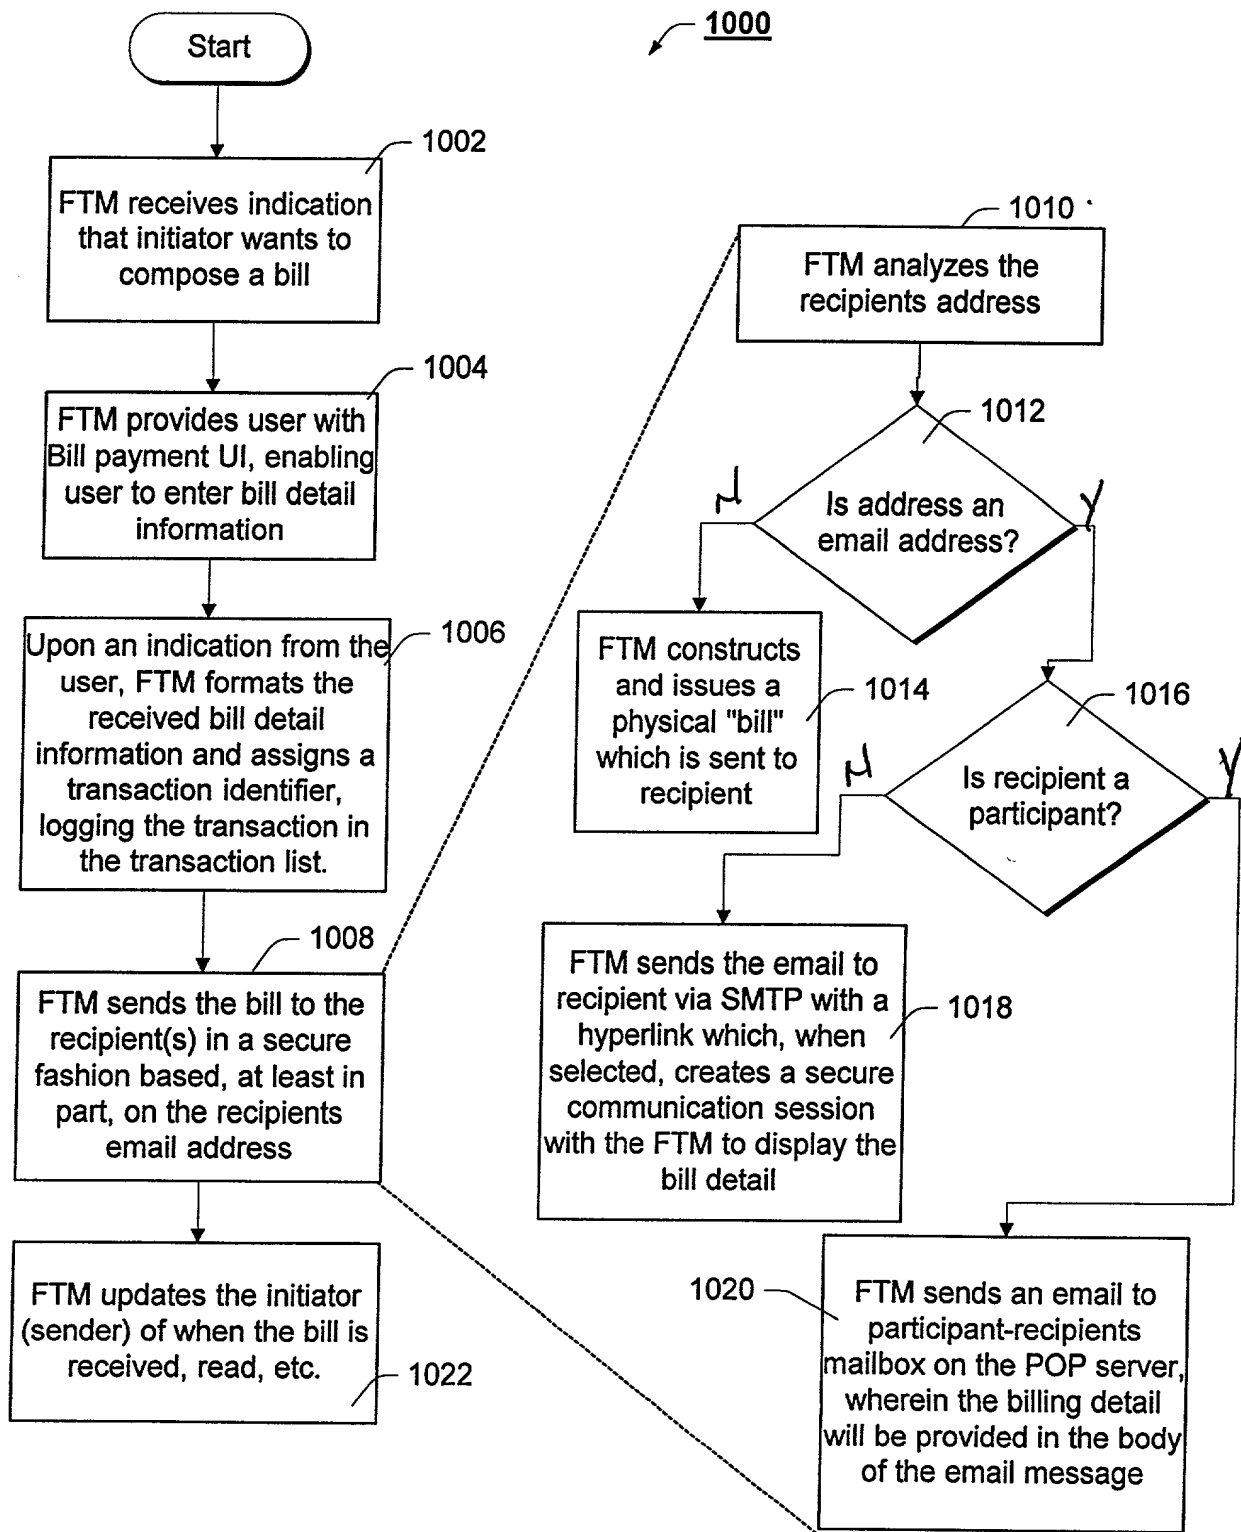 Start
1000
1002
FTM receives indication
that initiator wants to
compose a bill
1004
FTM provides user with
Bill payment UI, enabling
user to enter bill detail
information
1006
Upon an indication from the
user, FTM formats the
received bill detail
information and assigns a
transaction identifier,
logging the transaction in
the transaction list.
1008
FTM sends the bill to the
recipient(s) in a secure
fashion based, at least in
part, on the recipients
email address
FTM updates the initiator
(sender) of when the bill is
received, read, etc.
1022
1010
FTM analyzes the
recipients address
1012
Is address an
email address?
N
Y
FTM constructs
and issues a
physical "bill"
which is sent to
recipient
1014
1016
Is recipient a
participant?
N
Y
FTM sends the email to
recipient via SMTP with a
hyperlink which, when
selected, creates a secure
communication session
with the FTM to display the
bill detail
1018
1020
FTM sends an email to
participant-recipients
mailbox on the POP server,
wherein the billing detail
will be provided in the body
of the email message